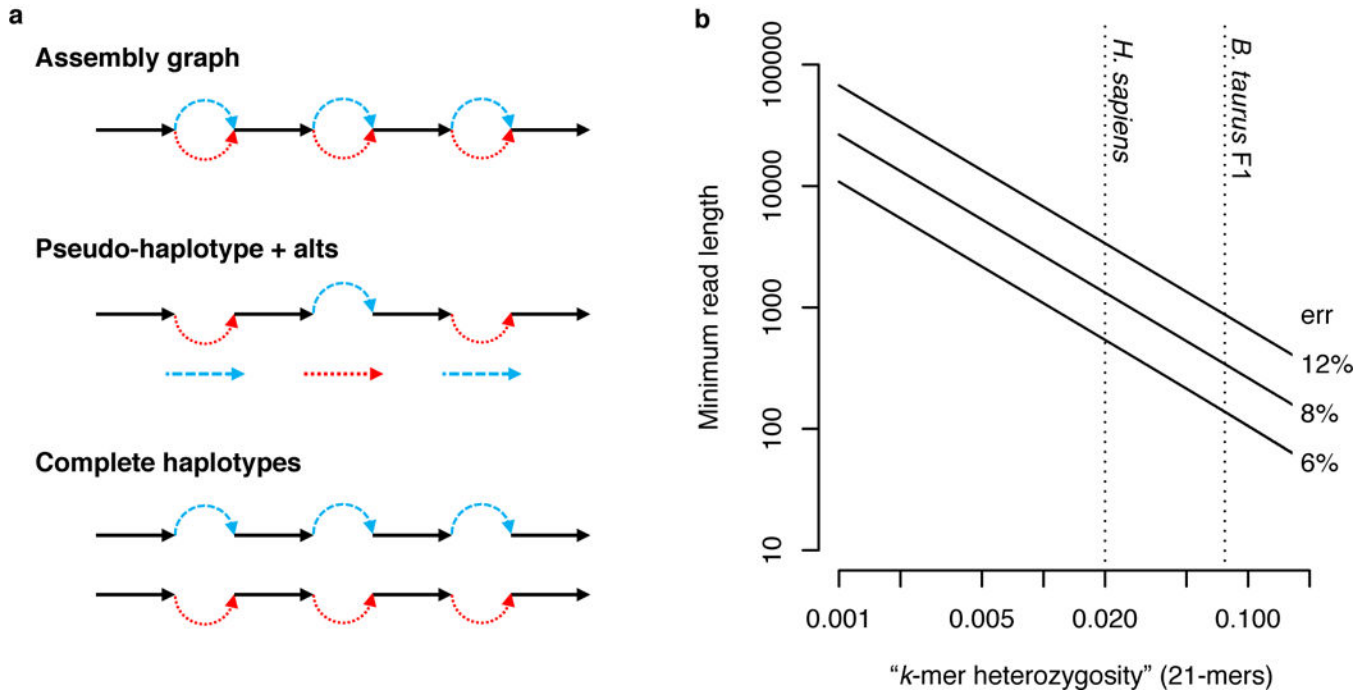 a
Assembly graph
Pseudo-haplotype + alts
Complete haplotypes
b
Minimum read length
100000
10000
1000
100
10
H. sapiens
B. taurus F1
err
12%
8%
6%
0.001
0.005
0.020
0.100
“k-mer heterozygosity” (21-mers)